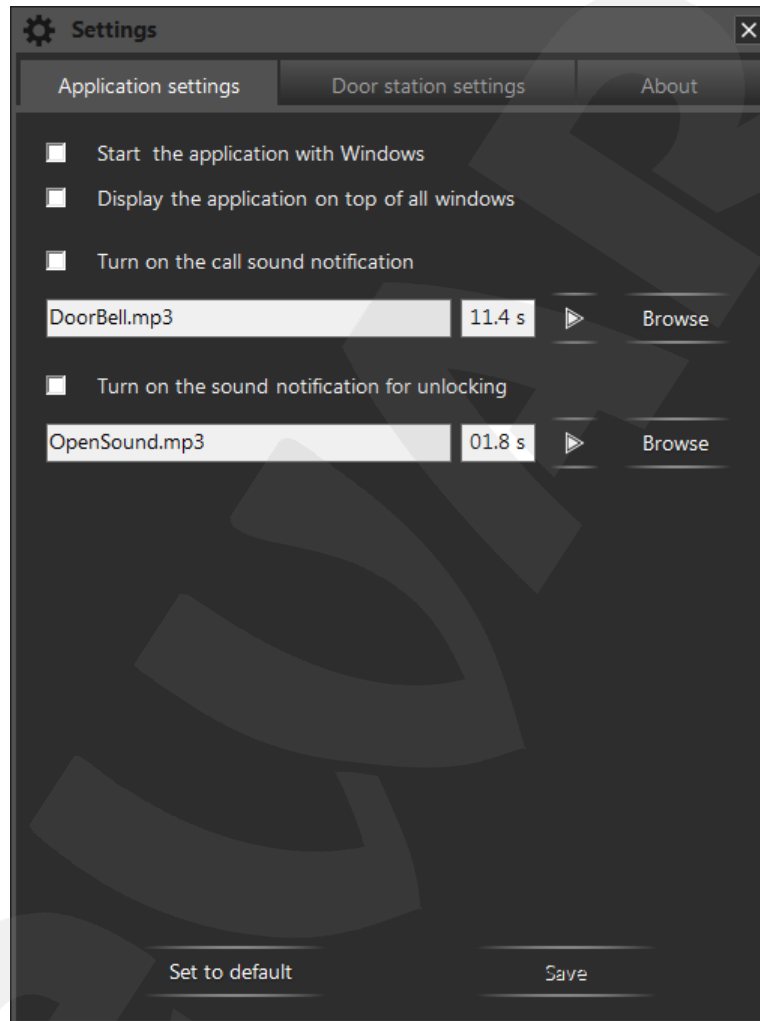 Settings
Application settings Door station settings About
Start the application with Windows
Display the application on top of all windows
Turn on the call sound notification
DoorBell.mp3 11.4 s Browse
Turn on the sound notification for unlocking
OpenSound.mp3 01.8 s Browse
Set to default Save